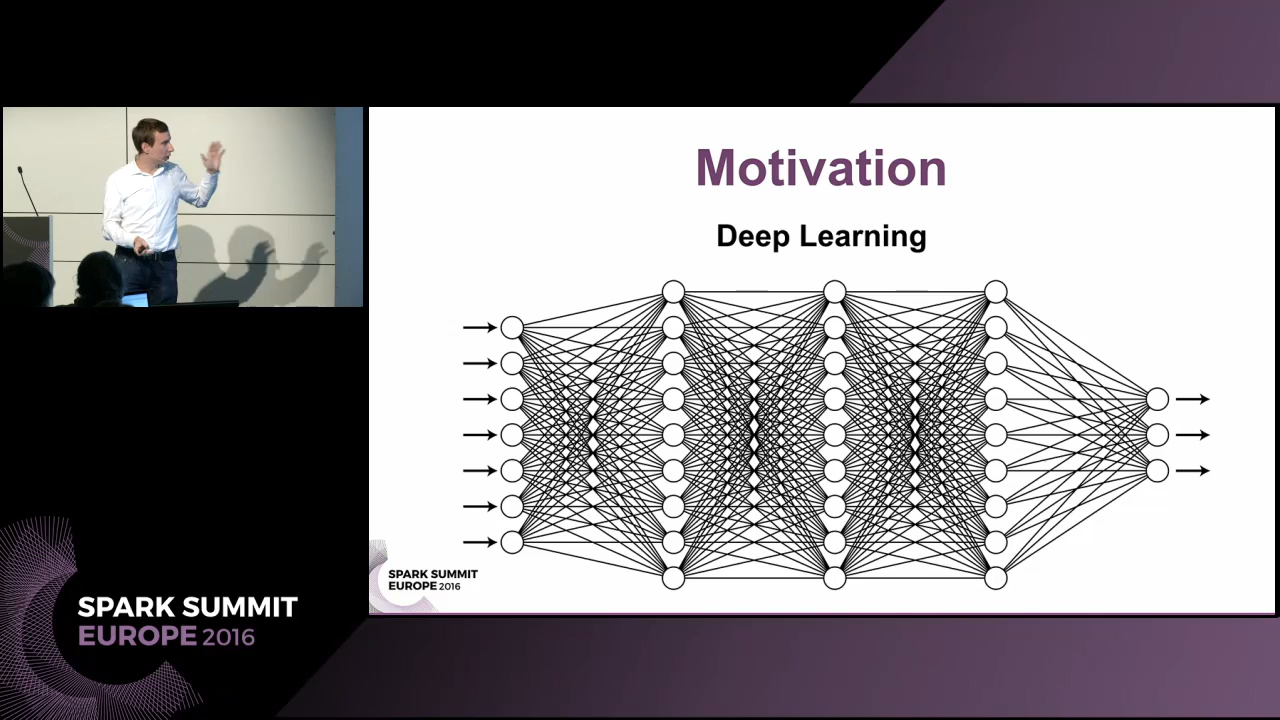 Motivation
Deep Learning
SPARK SUMMIT
EUROPE 2016
SPARK SUMMIT
EUROPE 2016